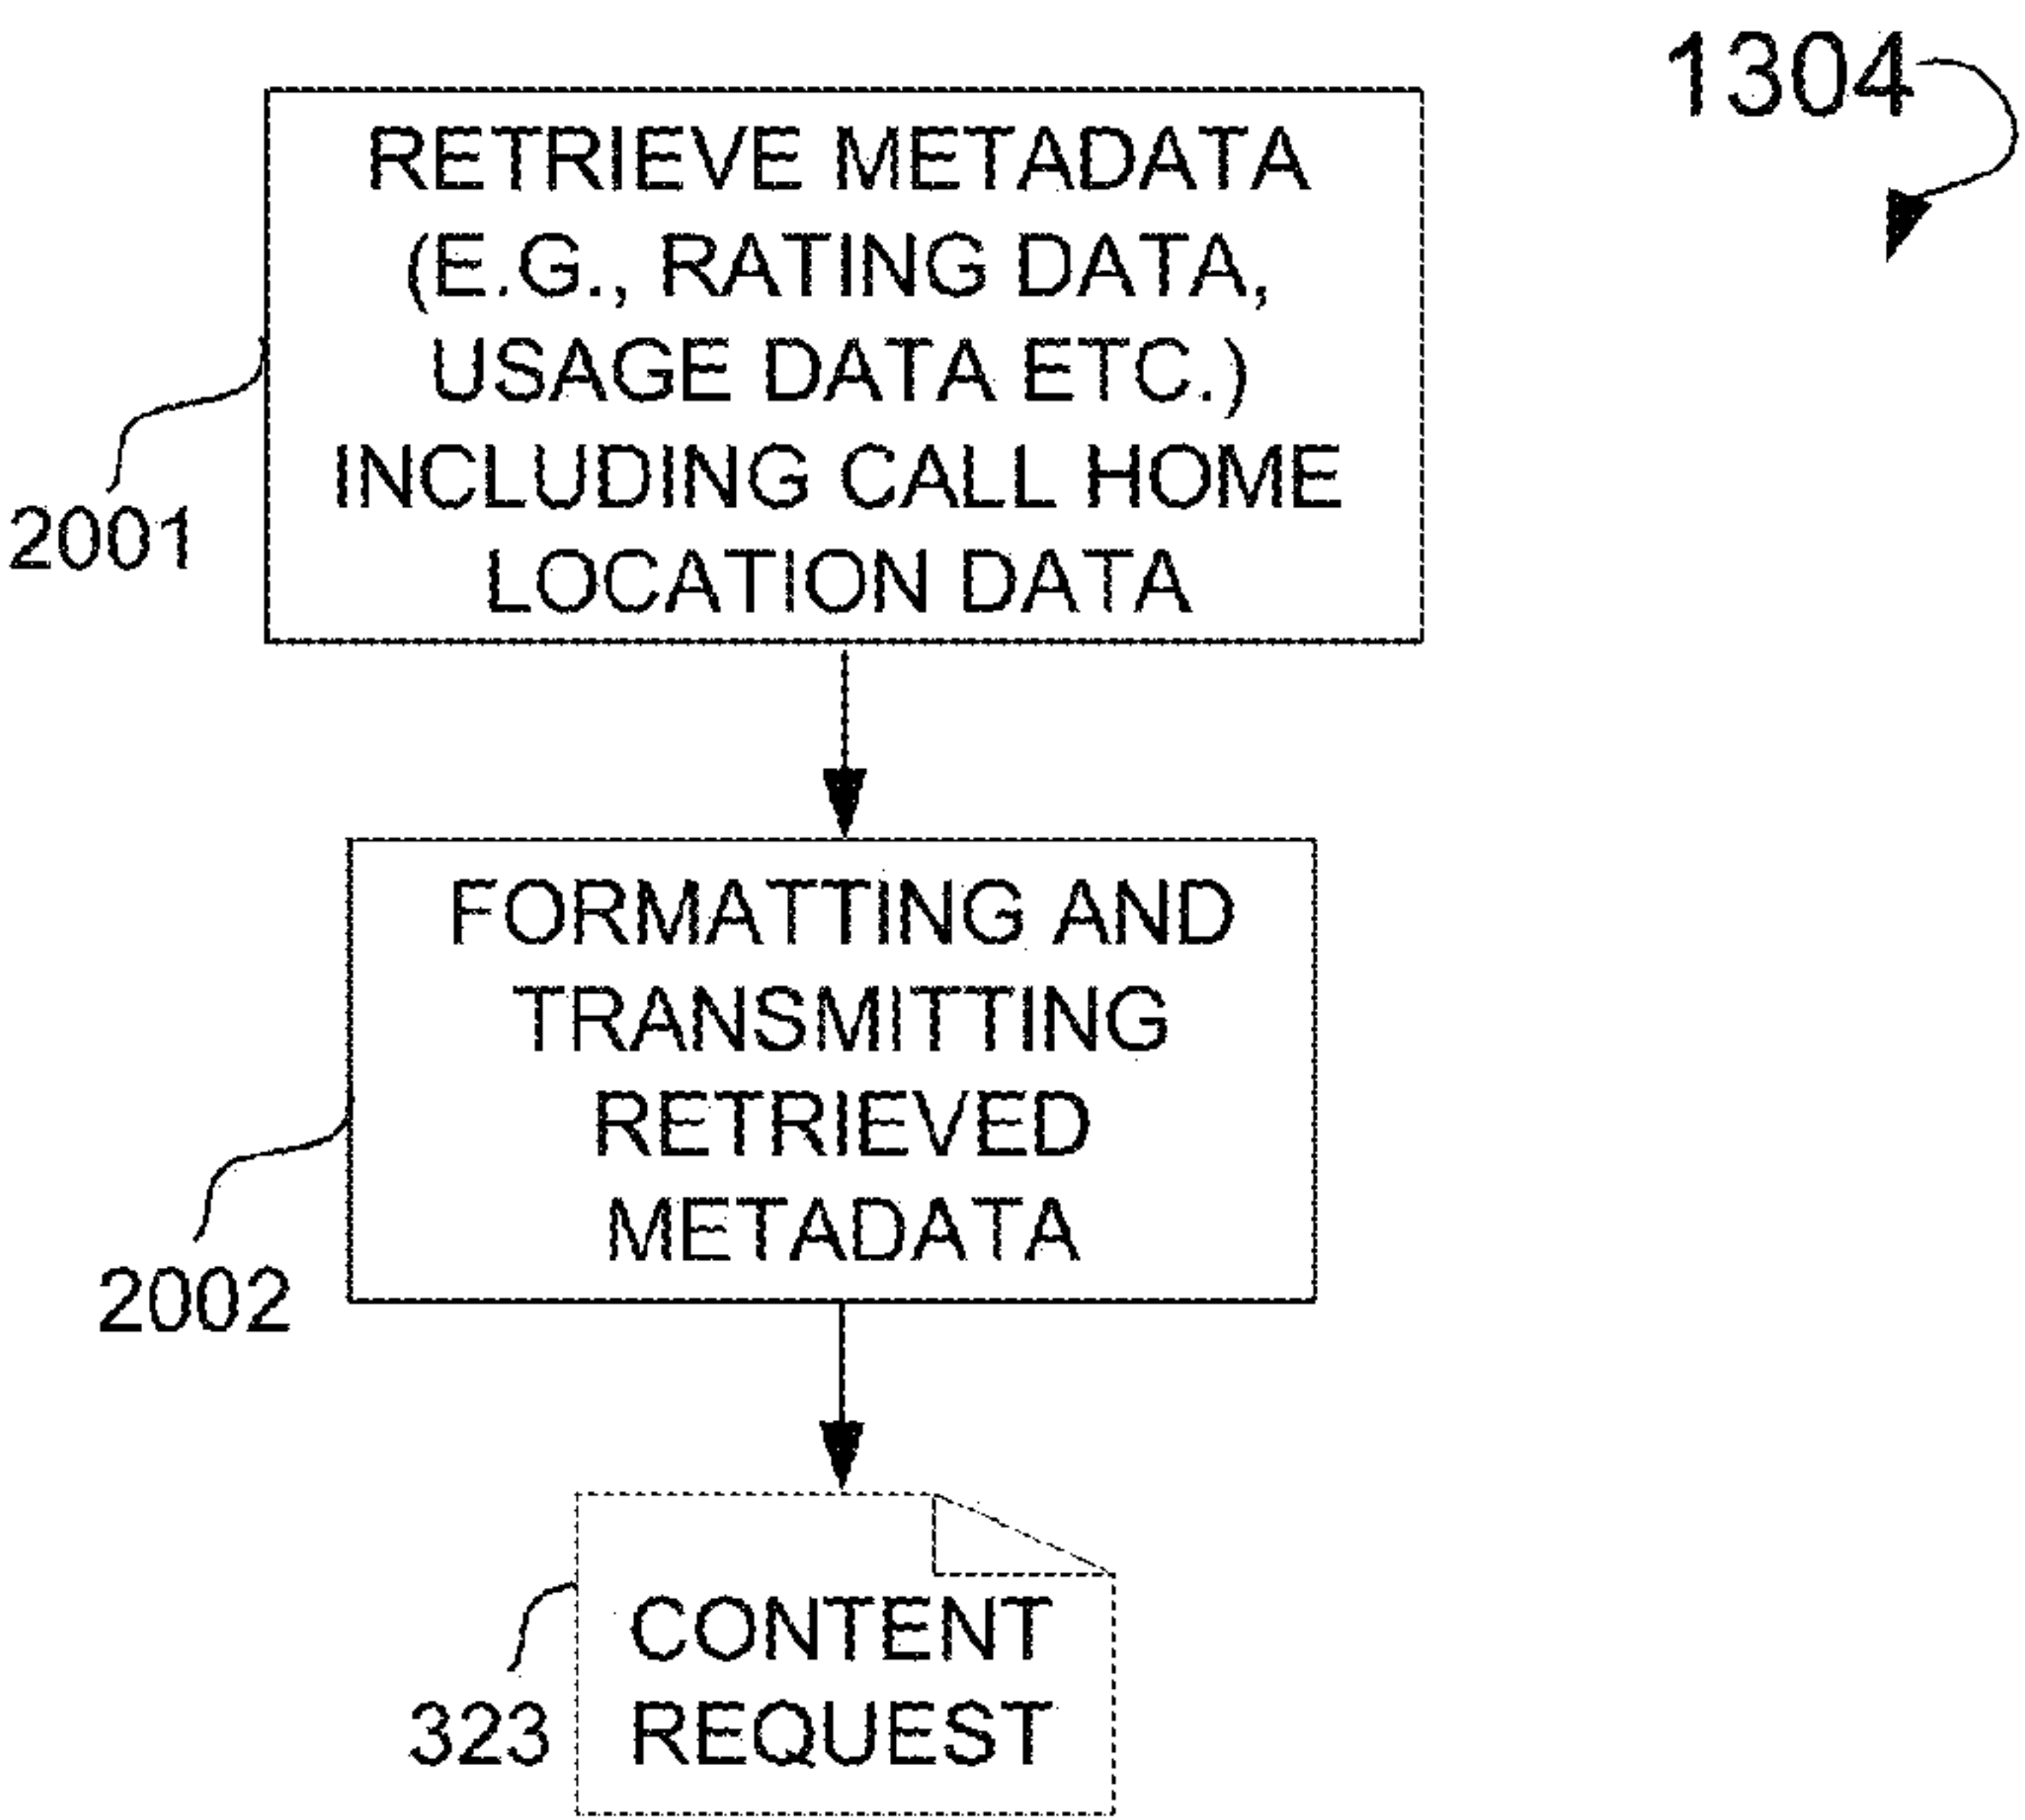 1304
RETRIEVE METADATA
(E.G., RATING DATA,
USAGE DATA ETC.)
INCLUDING CALL HOME
LOCATION DATA
2001
FORMATTING AND
TRANSMITTING
RETRIEVED
METADATA
2002
CONTENT
REQUEST
323